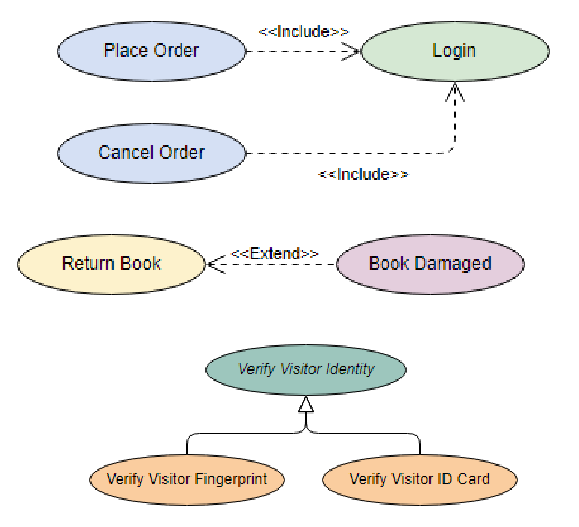 <<Include>>
Place Order
Login
Cancel Order
<<Include>>
<<Extend>>
Return Book
Book Damaged
Verify Visitor Identity
Verify Visitor Fingerprint
Verify Visitor ID Card